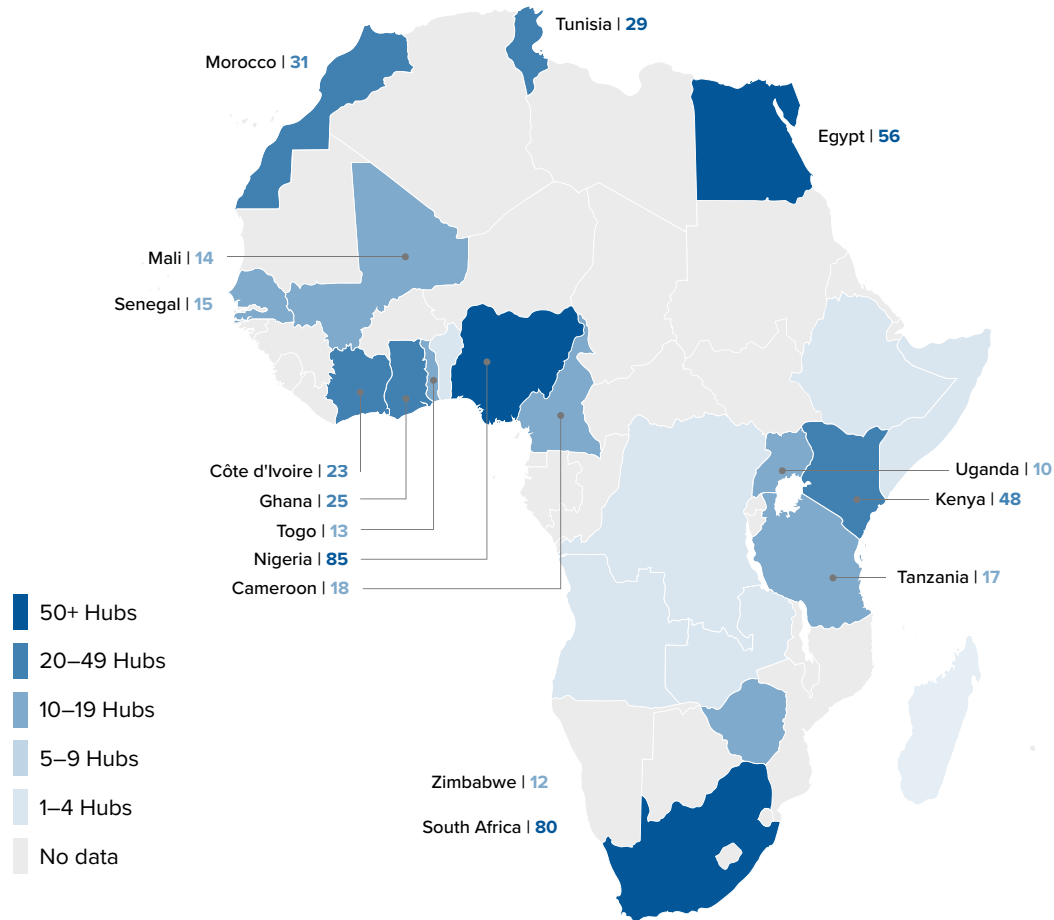 Tunisia | 29
Morocco | 31
Egypt | 56
Mali | 14
Senegal | 15
Côte d'Ivoire | 23
Ghana | 25
Togo | 13
Nigeria | 85
Cameroon | 18
Uganda | 10
Kenya | 48
Tanzania | 17
Zimbabwe | 12
South Africa | 80
50+ Hubs
20–49 Hubs
10–19 Hubs
5–9 Hubs
1–4 Hubs
No data